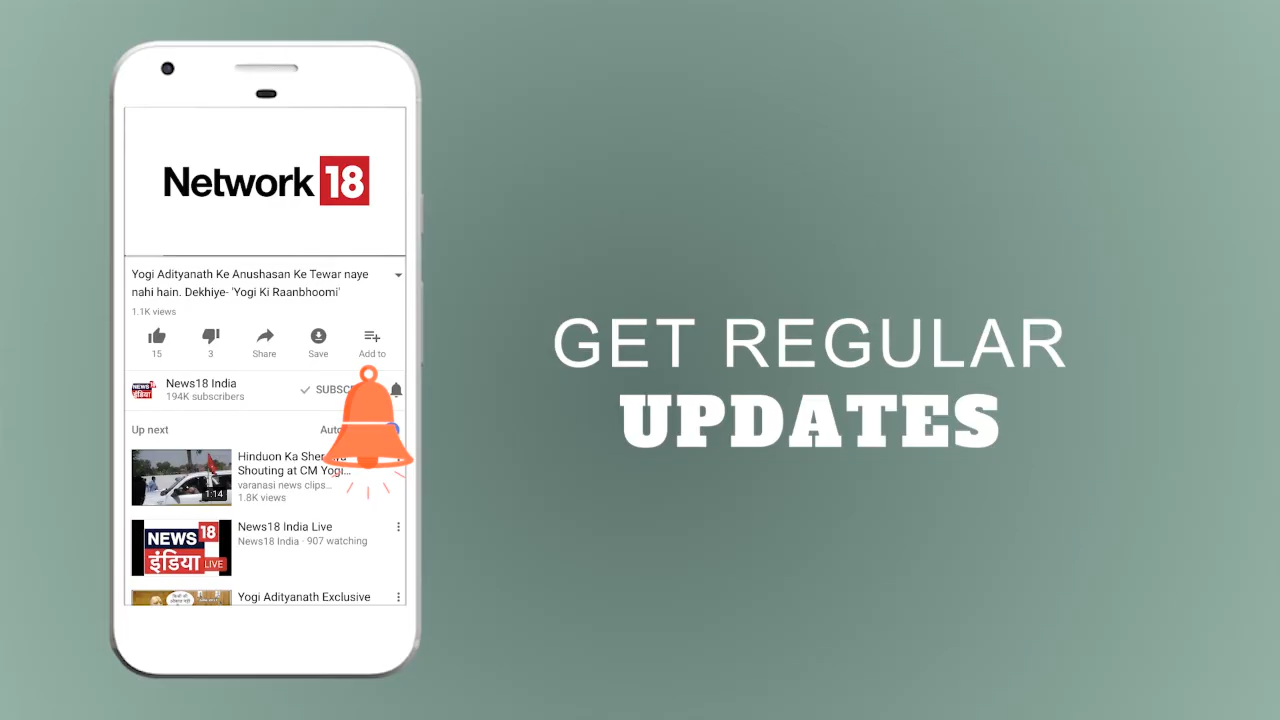 Network 18
Yogi Adityanath Ke Anushasan Ke Tewar naye
nahi hain. Dekhiye- 'Yogi Ki Raanbhoomi'
1.1K views
15
3
Share
Save
Add to
NEWS 18
इंडिया
News18 India
194K subscribers
Up next
1:14
Hinduon Ka
Shouting at CM Yogi...
varanasi news clips...
1.8K views
NEWS 18
इंडिया LIVE
News18 India Live
News18 India · 907 watching
Yogi Adityanath Exclusive
GET REGULAR
UPDATES